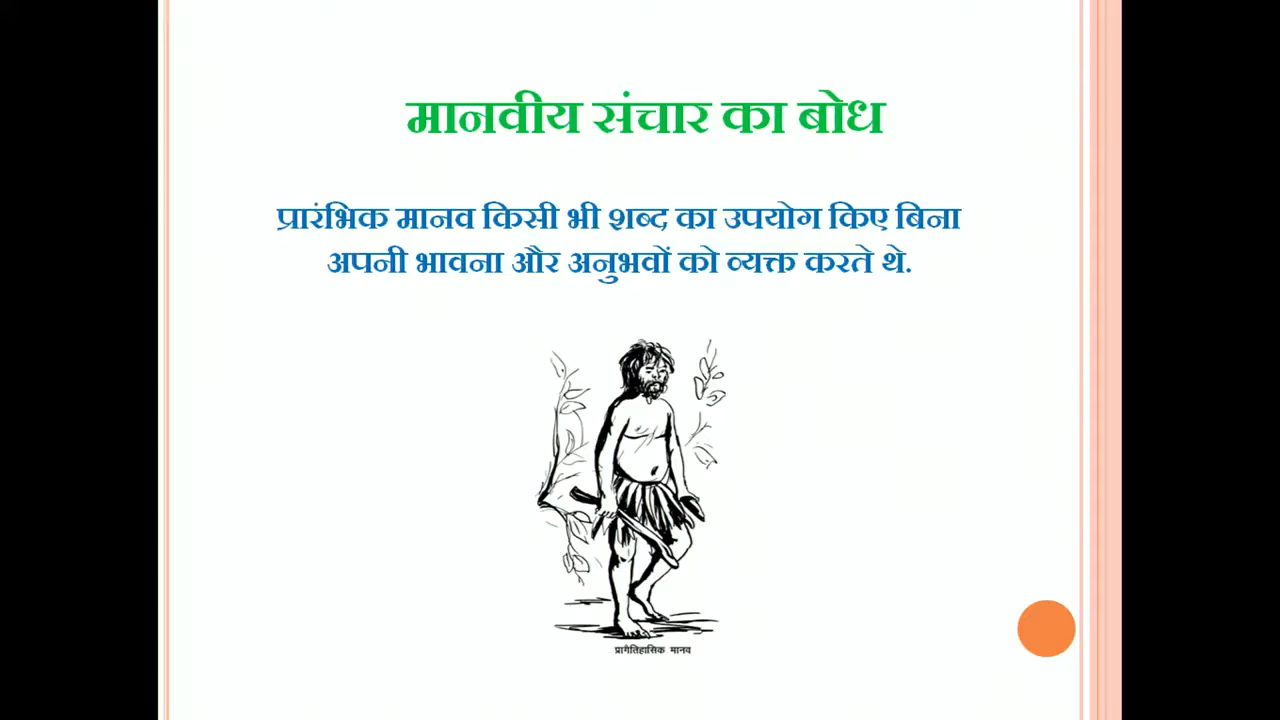 मानवीय संचार का बोध
प्रारंभिक मानव किसी भी शब्द का उपयोग किए बिना
अपनी भावना और अनुभवों को व्यक्त करते थे.
प्रागैतिहासिक मानव